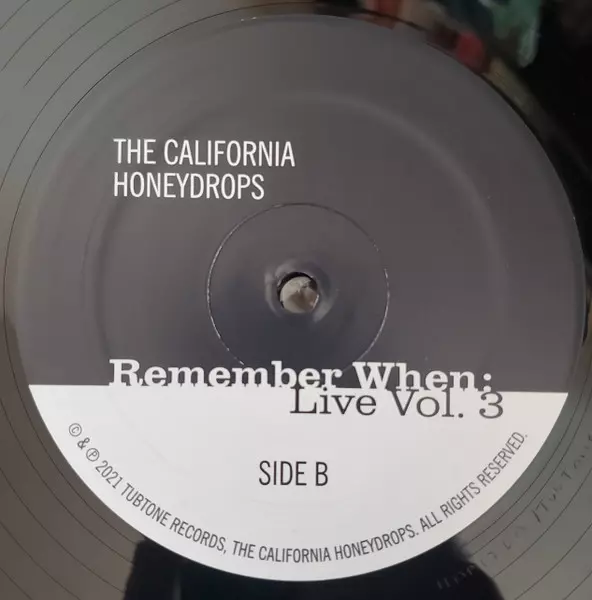 THE CALIFORNIA
HONEYDROPS
Remember When:
Live Vol. 3
SIDE B
© & ℗ 2021 TUBTONE RECORDS, THE CALIFORNIA HONEYDROPS. ALL RIGHTS RESERVED.